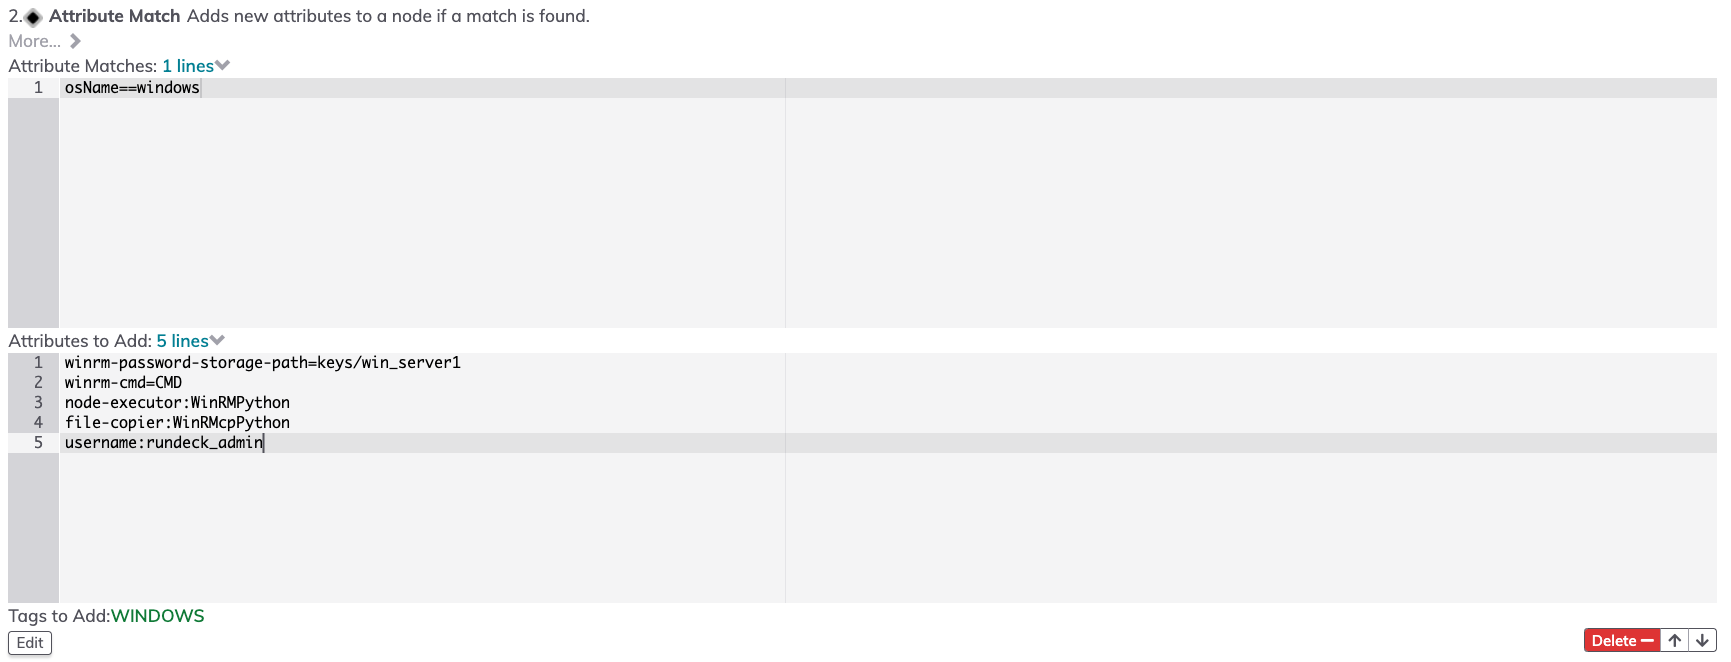 2. Attribute Match Adds new attributes to a node if a match is found.
More...
Attribute Matches: 1 lines
1 osName==windows
Attributes to Add: 5 lines
1 winrm-password-storage-path=keys/win_server1
2 winrm-cmd=CMD
3 node-executor:WinRMPython
4 file-copier:WinRMcpPython
5 username:rundeck_admin
Tags to Add:WINDOWS
Edit
Delete